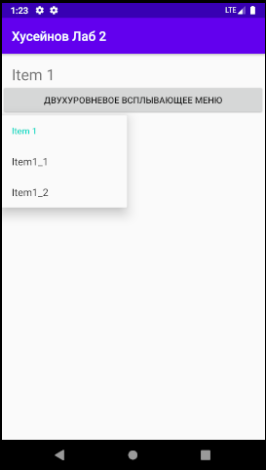 1:23 LTE
Хусейнов Лаб 2
Item 1
ДВУХУРОВНЕВОЕ ВСПЛЫВАЮЩЕЕ МЕНЮ
Item 1
Item1_1
Item1_2